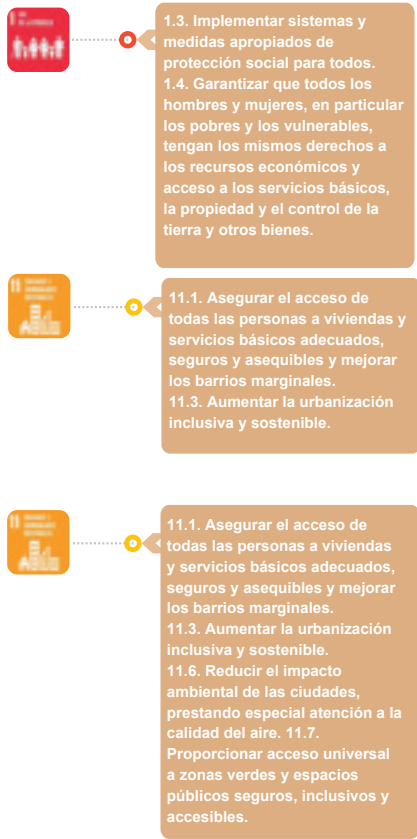 1
1.3. Implementar sistemas y
medidas apropiados de
protección social para todos.
1.4. Garantizar que todos los
hombres y mujeres, en particular
los pobres y los vulnerables,
tengan los mismos derechos a
los recursos económicos y
acceso a los servicios básicos,
la propiedad y el control de la
tierra y otros bienes.
11
11.1. Asegurar el acceso de
todas las personas a viviendas y
servicios básicos adecuados,
seguros y asequibles y mejorar
los barrios marginales.
11.3. Aumentar la urbanización
inclusiva y sostenible.
11
11.1. Asegurar el acceso de
todas las personas a viviendas
y servicios básicos adecuados,
seguros y asequibles y mejorar
los barrios marginales.
11.3. Aumentar la urbanización
inclusiva y sostenible.
11.6. Reducir el impacto
ambiental de las ciudades,
prestando especial atención a la
calidad del aire. 11.7.
Proporcionar acceso universal
a zonas verdes y espacios
públicos seguros, inclusivos y
accesibles.